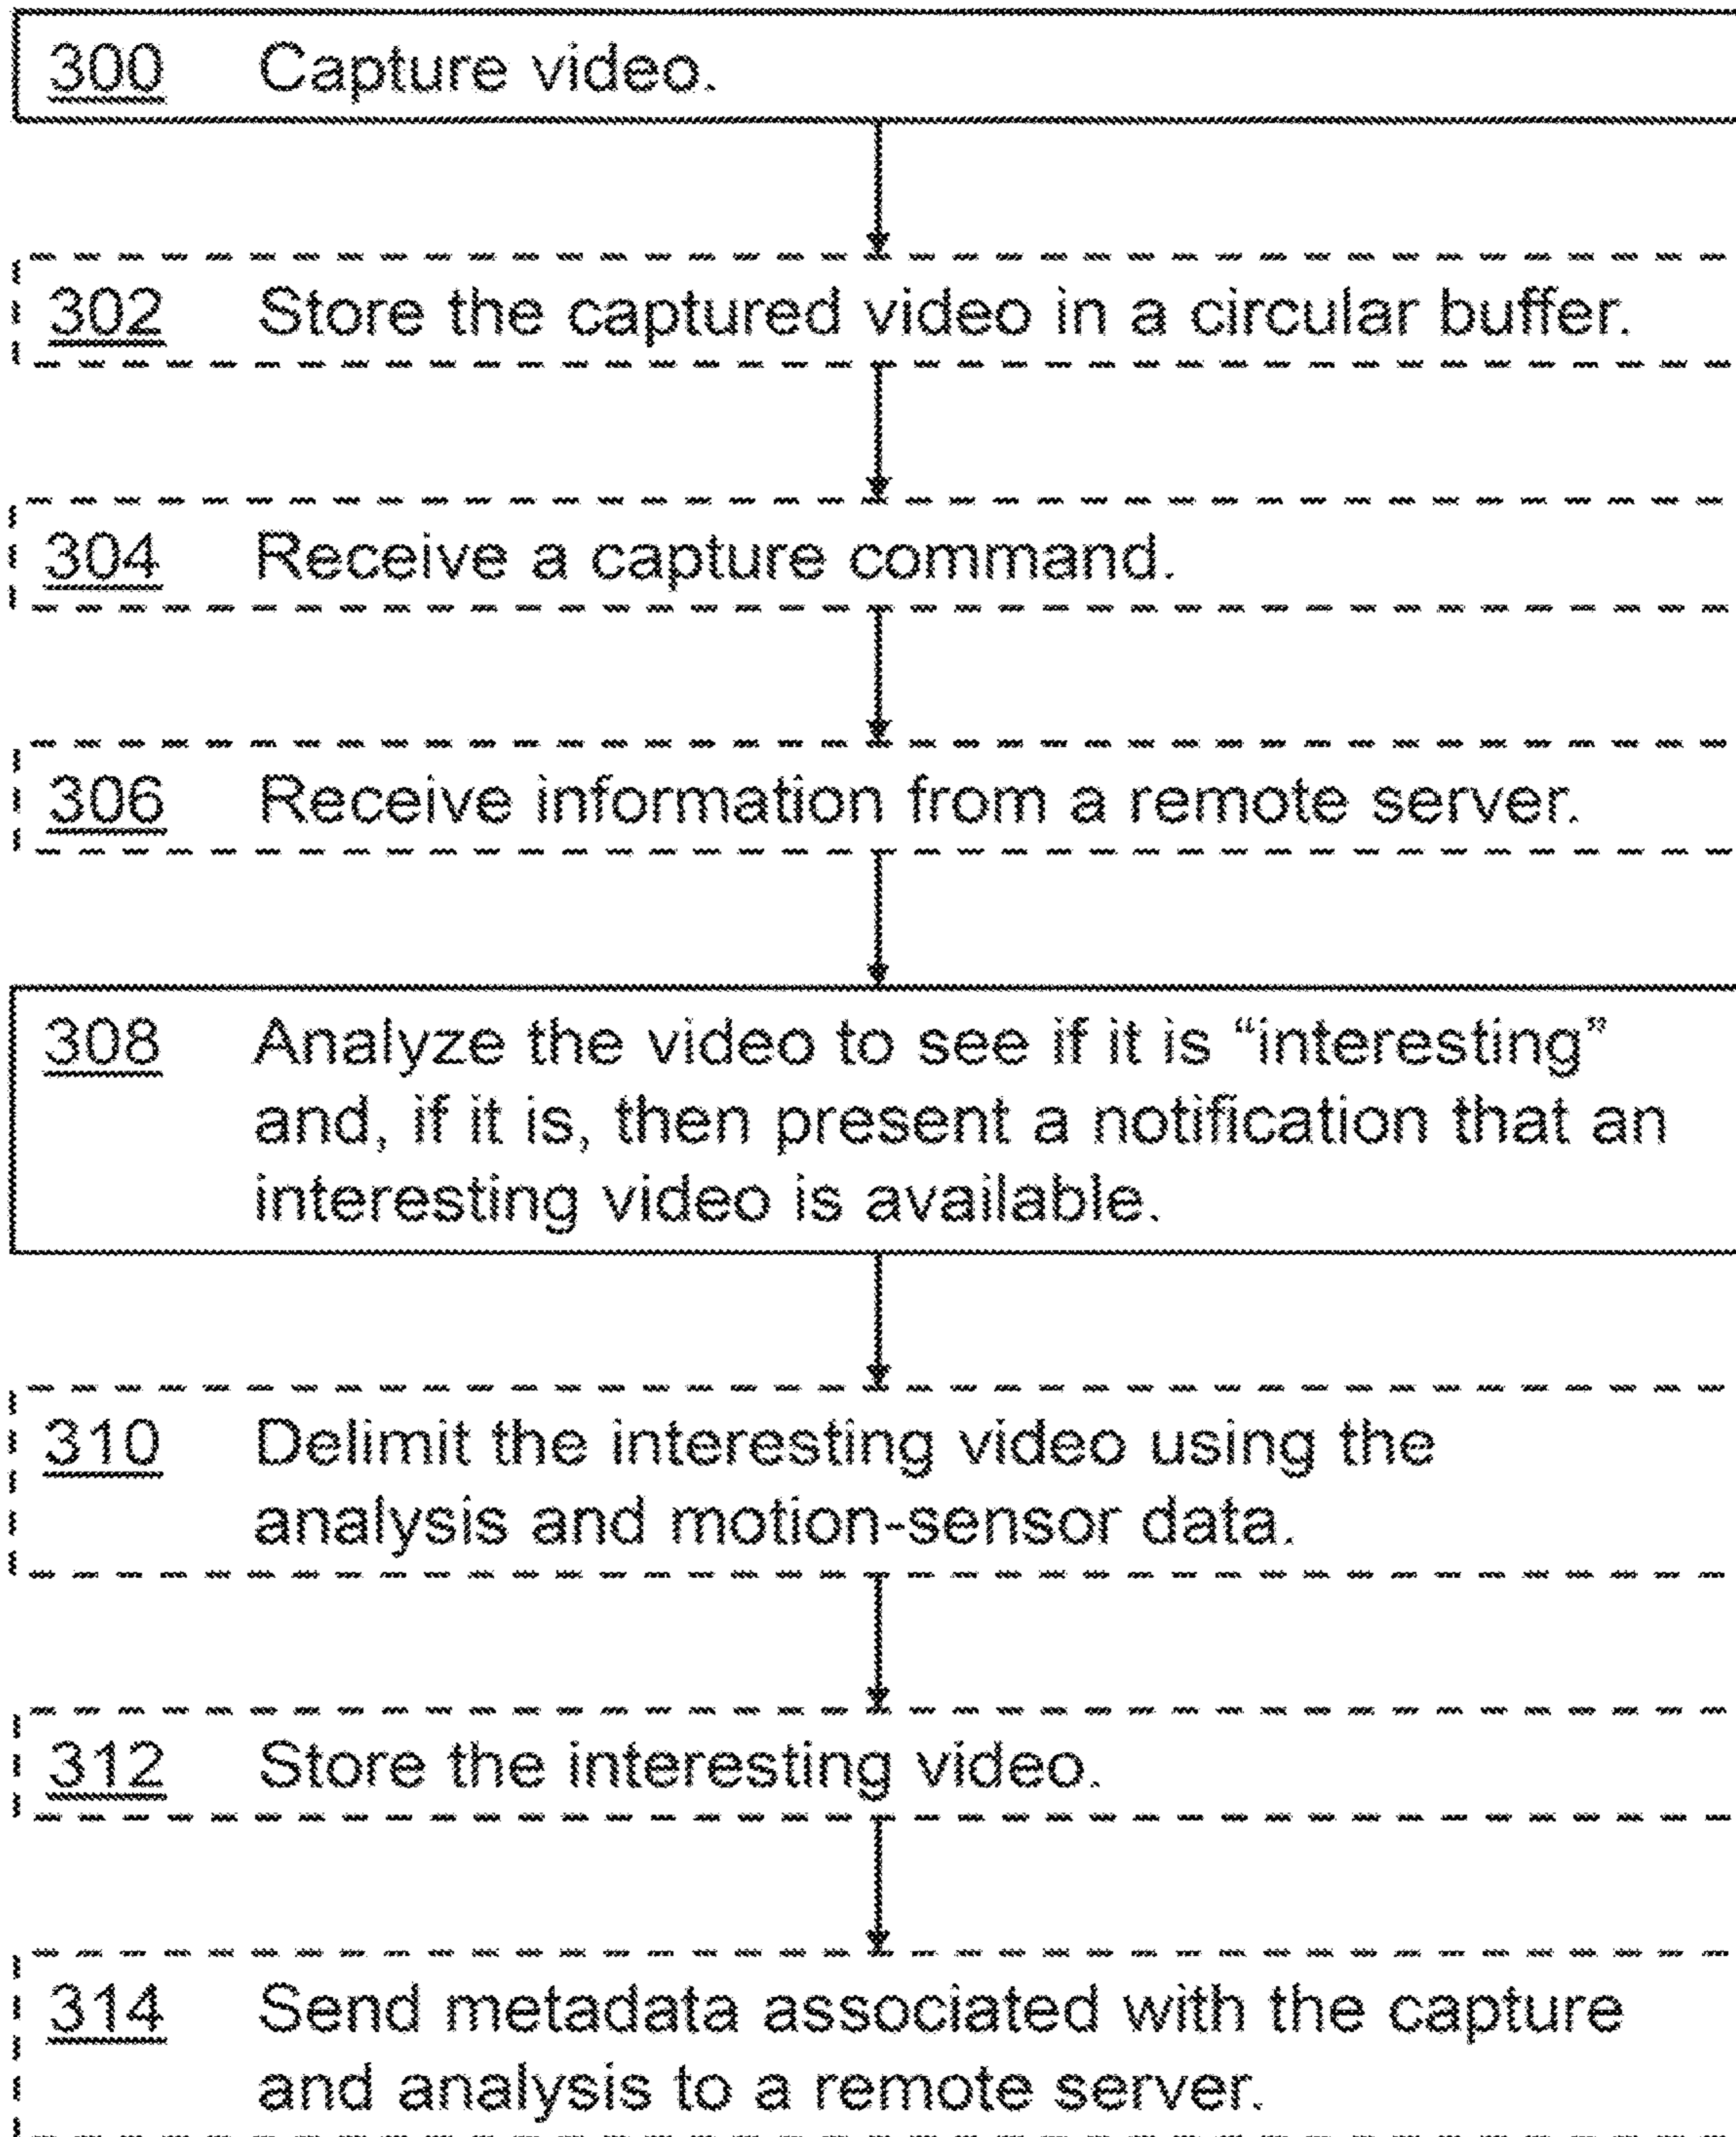 300 Capture video.
302 Store the captured video in a circular buffer.
304 Receive a capture command.
306 Receive information from a remote server.
308 Analyze the video to see if it is “interesting”
and, if it is, then present a notification that an
interesting video is available.
310 Delimit the interesting video using the
analysis and motion-sensor data.
312 Store the interesting video.
314 Send metadata associated with the capture
and analysis to a remote server.